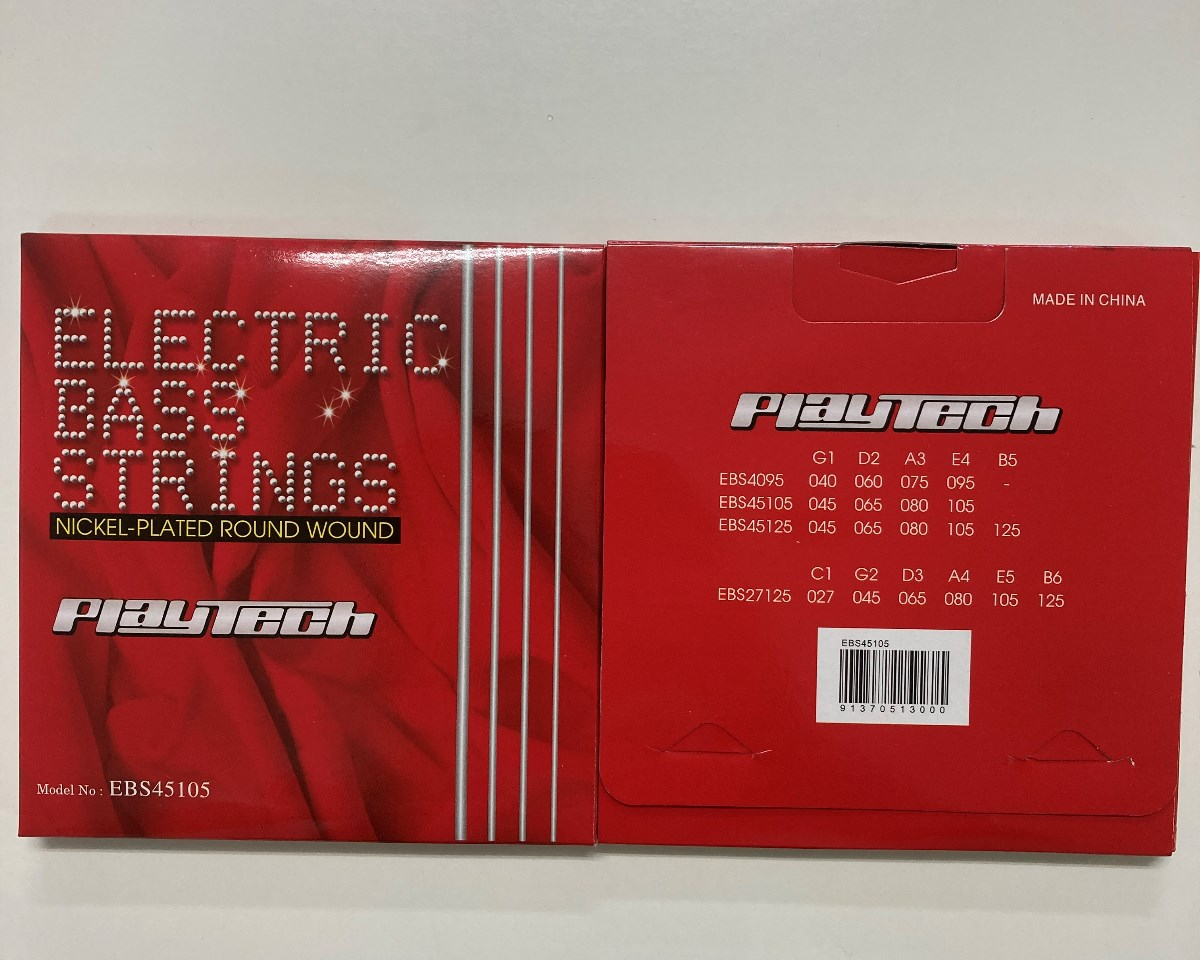 ELECTRIC
BASS
STRINGS
NICKEL-PLATED ROUND WOUND
PlayTech
Model No : EBS45105
MADE IN CHINA
PlayTech
G1 D2 A3 E4 B5
EBS4095 040 060 075 095 -
EBS45105 045 065 080 105
EBS45125 045 065 080 105 125
C1 G2 D3 A4 E5 B6
EBS27125 027 045 065 080 105 125
EBS45105
91370513000